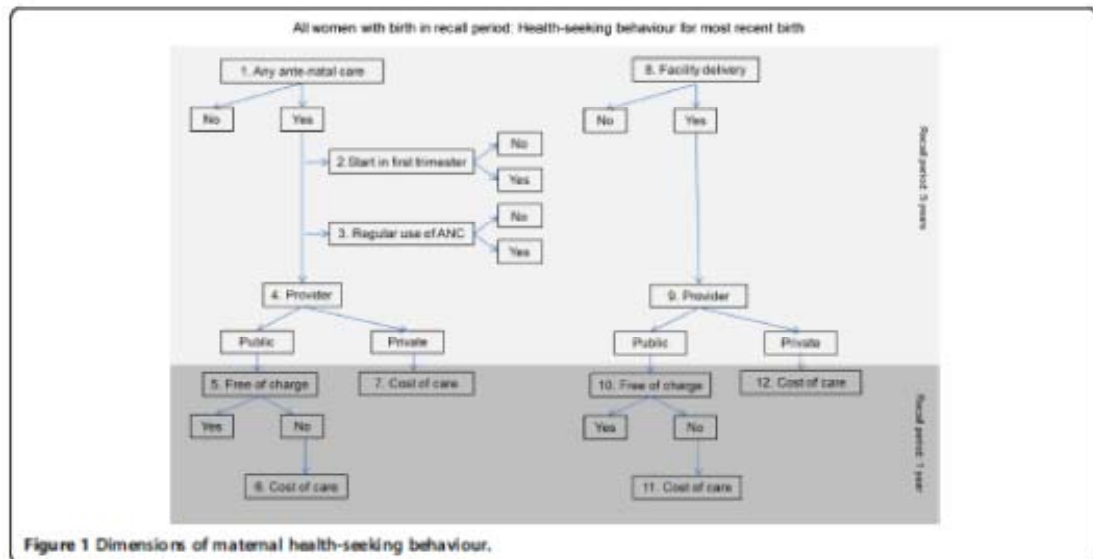 All women with birth in recall period: Health-seeking behaviour for most recent birth
1. Any ante-natal care
8. Facility delivery
No
Yes
No
Yes
2.Start in first trimester
No
Yes
3. Regular use of ANC
No
Yes
Recall period: 5 years
4. Provider
9. Provider
Public
Private
Public
Private
5. Free of charge
7. Cost of care
10. Free of charge
12. Cost of care
Yes
No
Yes
No
Recall period: 1 year
6. Cost of care
11. Cost of care
Figure 1 Dimensions of maternal health-seeking behaviour.